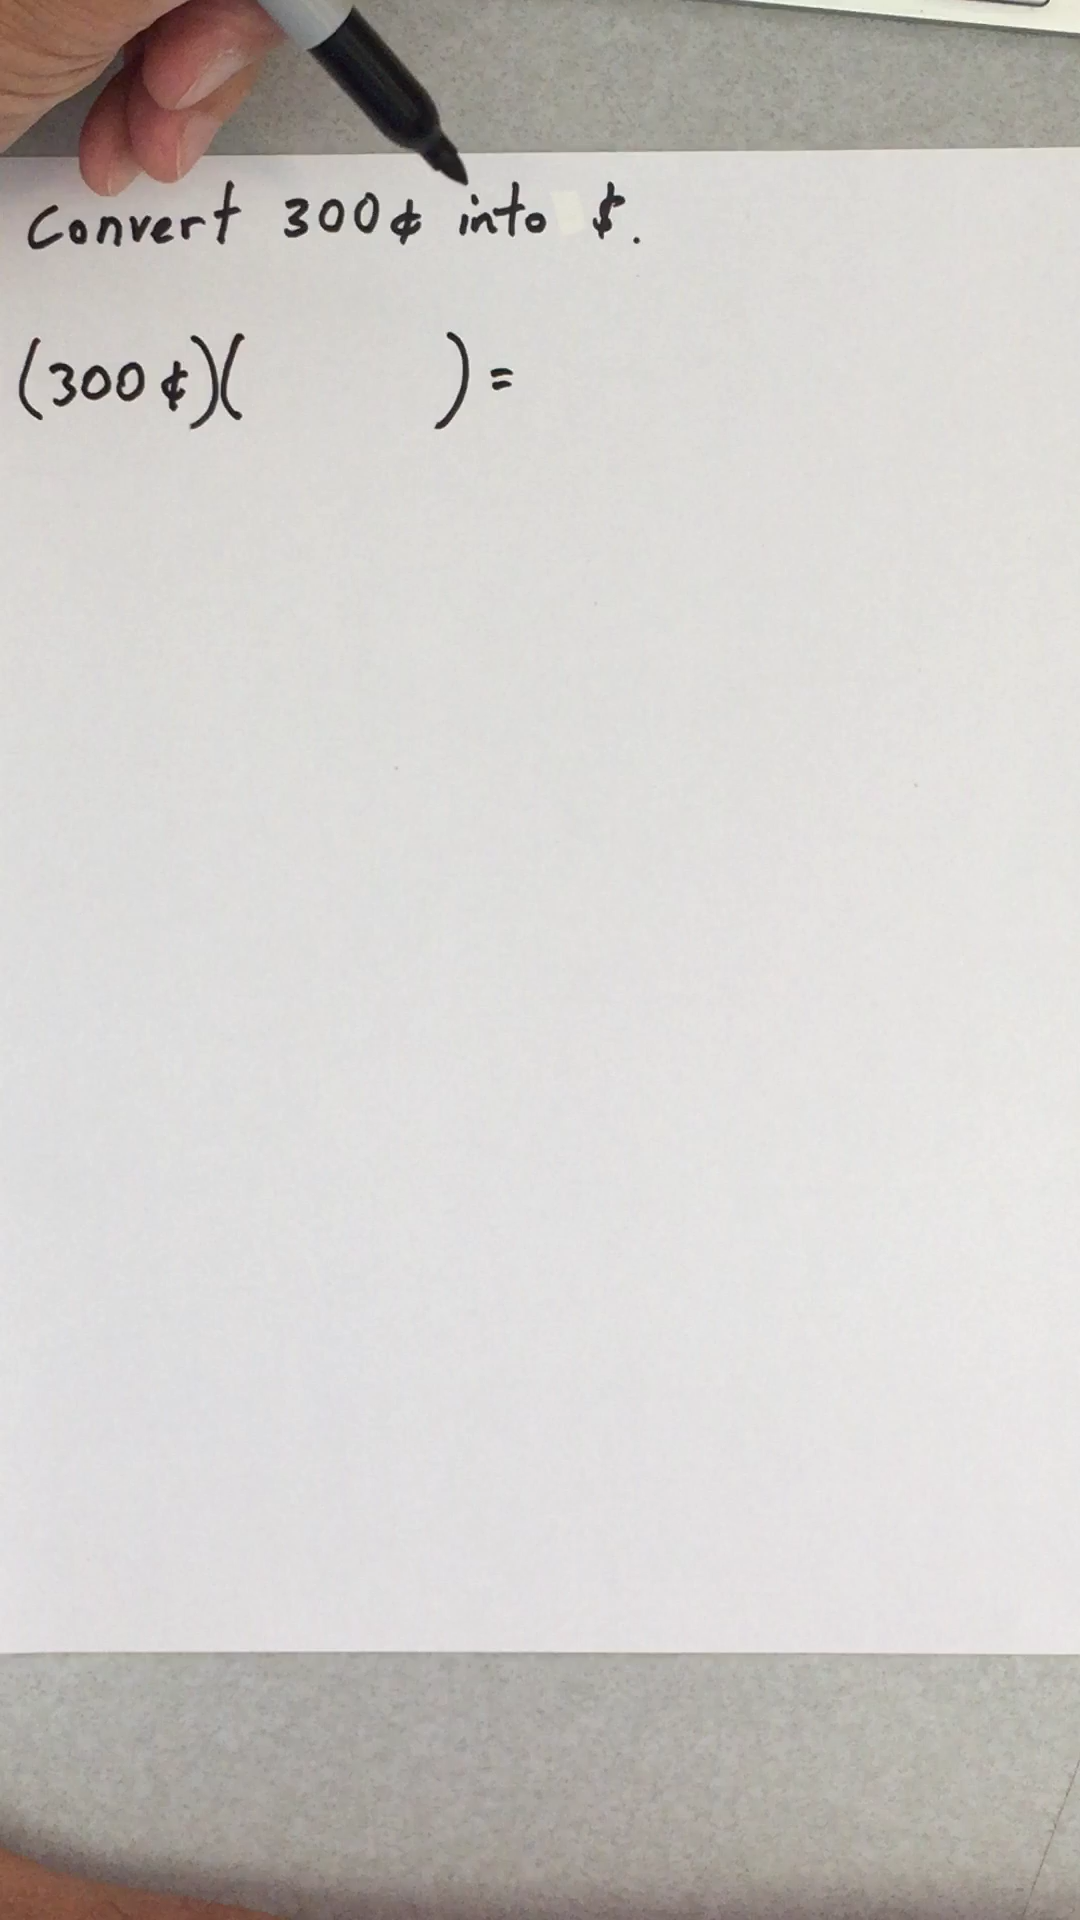 Convert 300¢ into $.
(300¢)( ) =